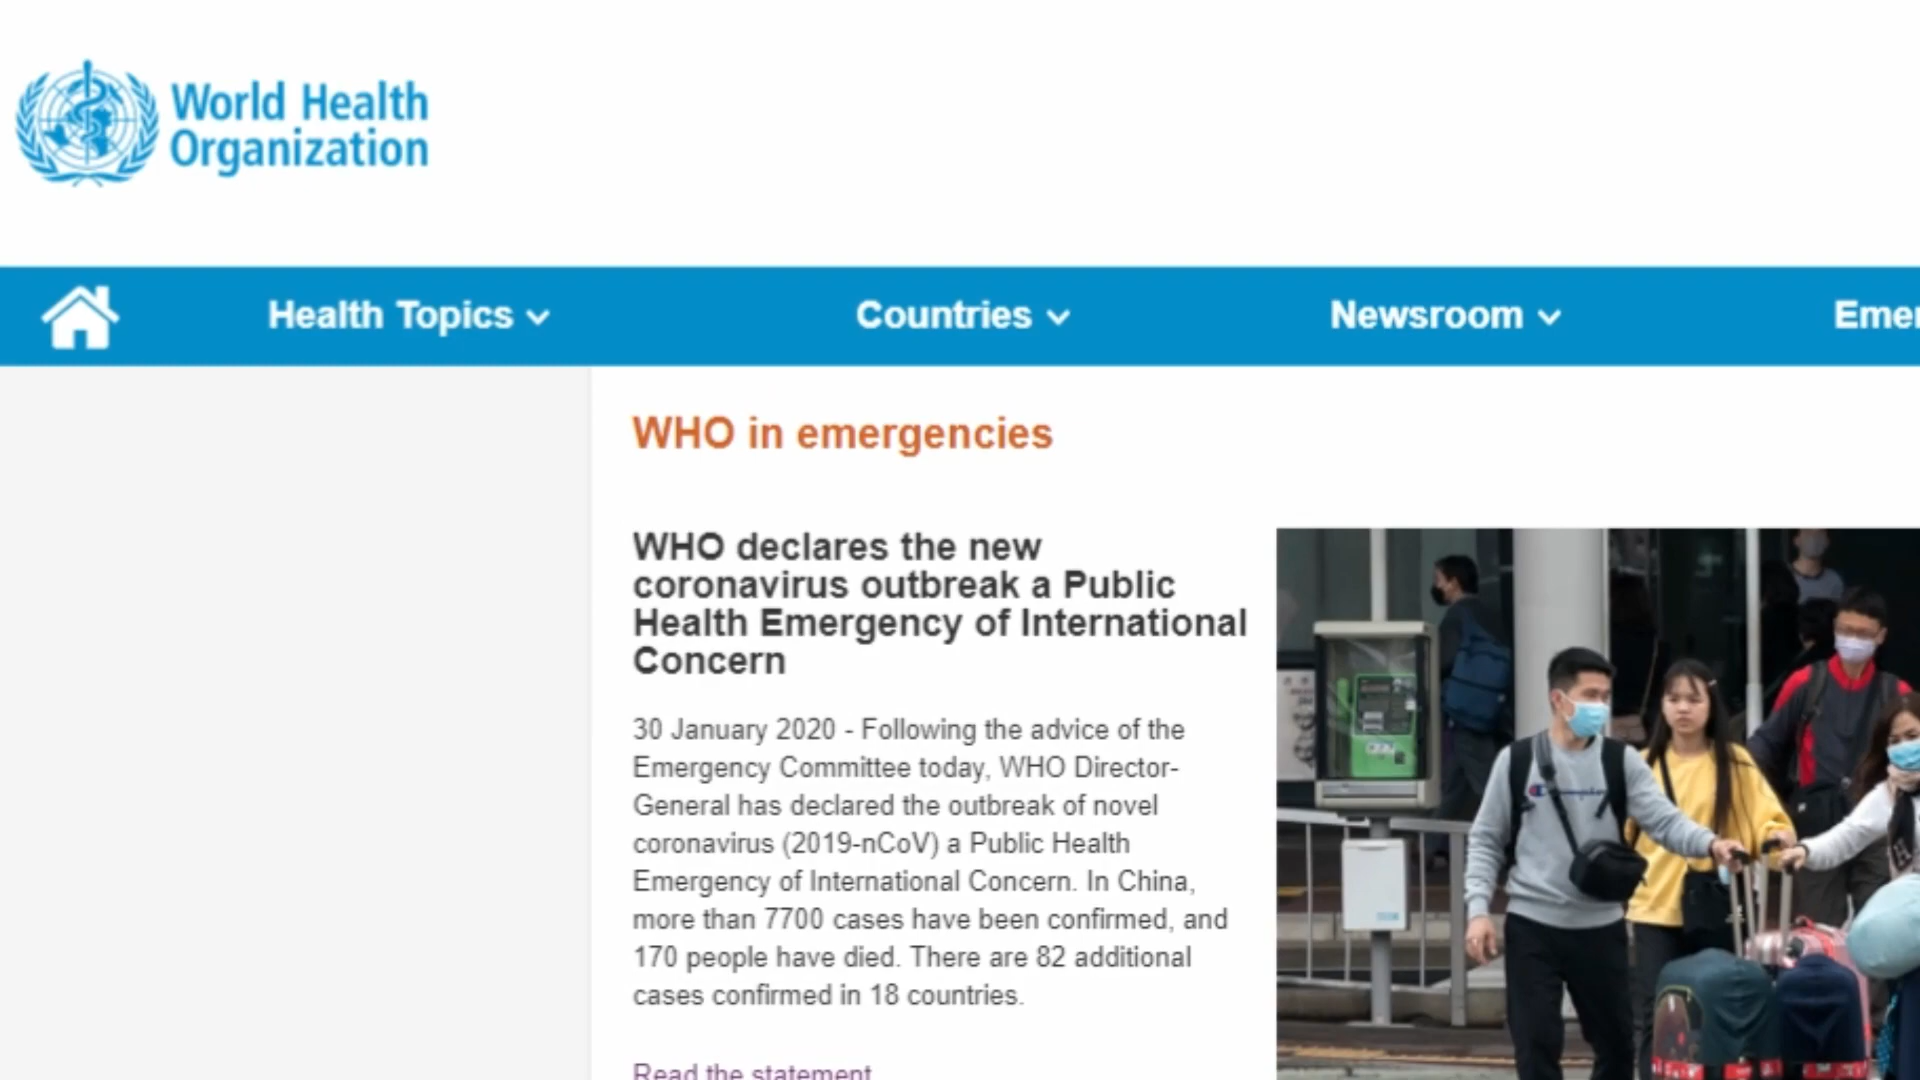 World Health
Organization
Health Topics
Countries
Newsroom
WHO in emergencies
WHO declares the new
coronavirus outbreak a Public
Health Emergency of International
Concern
30 January 2020 - Following the advice of the
Emergency Committee today, WHO Director-
General has declared the outbreak of novel
coronavirus (2019-nCoV) a Public Health
Emergency of International Concern. In China,
more than 7700 cases have been confirmed, and
170 people have died. There are 82 additional
cases confirmed in 18 countries.
Read the statement